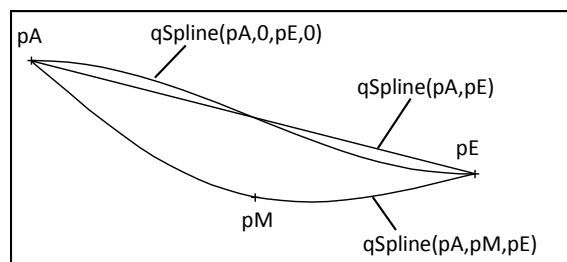 qSpline(pA,0,pE,0)
pA
qSpline(pA,pE)
pE
pM
qSpline(pA,pM,pE)